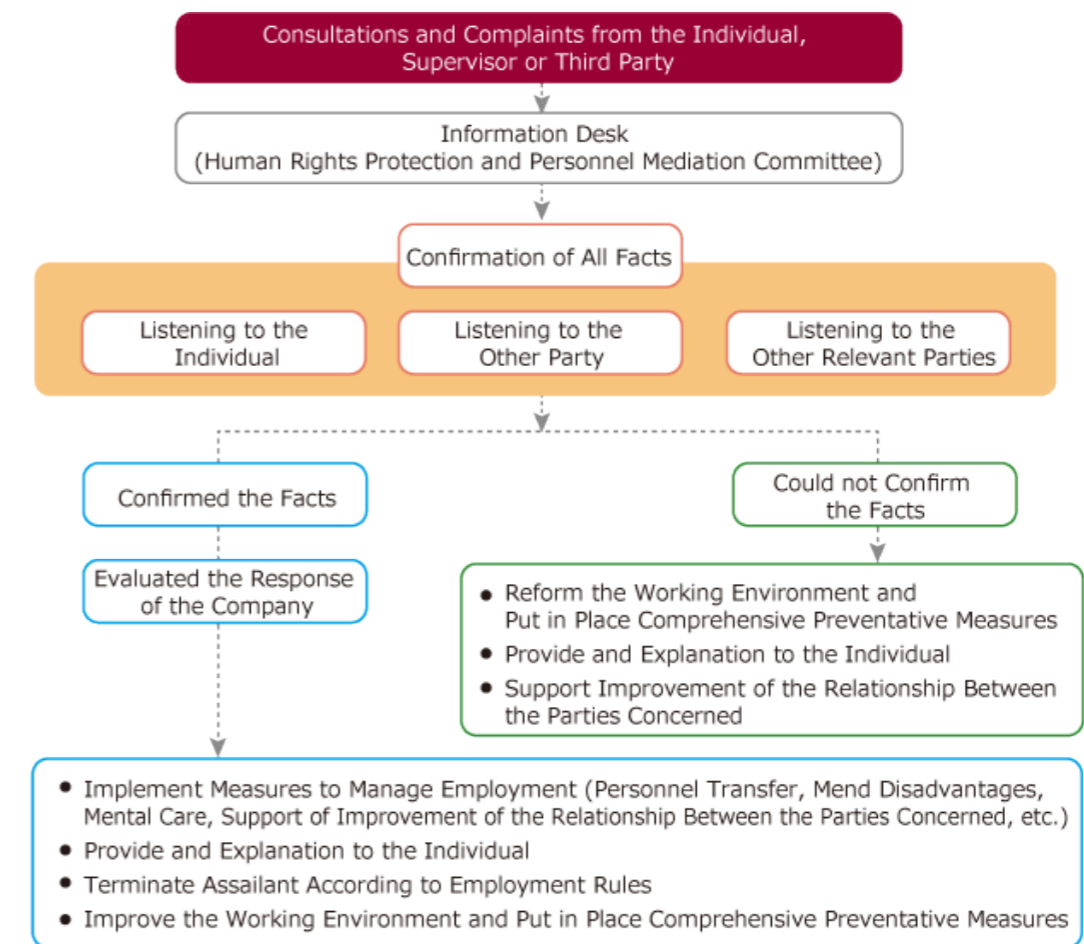 Consultations and Complaints from the Individual,
Supervisor or Third Party
Information Desk
(Human Rights Protection and Personnel Mediation Committee)
Confirmation of All Facts
Listening to the
Individual
Listening to the
Other Party
Listening to the
Other Relevant Parties
Confirmed the Facts
Could not Confirm
the Facts
Evaluated the Response
of the Company
● Reform the Working Environment and
Put in Place Comprehensive Preventative Measures
● Provide and Explanation to the Individual
● Support Improvement of the Relationship Between
the Parties Concerned
● Implement Measures to Manage Employment (Personnel Transfer, Mend Disadvantages,
Mental Care, Support of Improvement of the Relationship Between the Parties Concerned, etc.)
● Provide and Explanation to the Individual
● Terminate Assailant According to Employment Rules
● Improve the Working Environment and Put in Place Comprehensive Preventative Measures